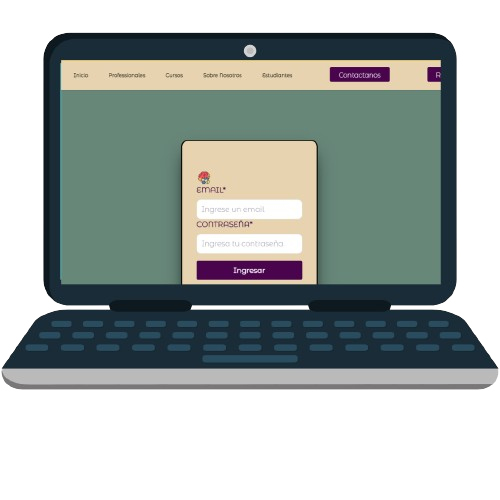 Inicio Profesionales Cursos Sobre Nosotros Estudiantes Contactanos
EMAIL*
Ingrese un email
CONTRASEÑA*
Ingresa tu contraseña
Ingresar